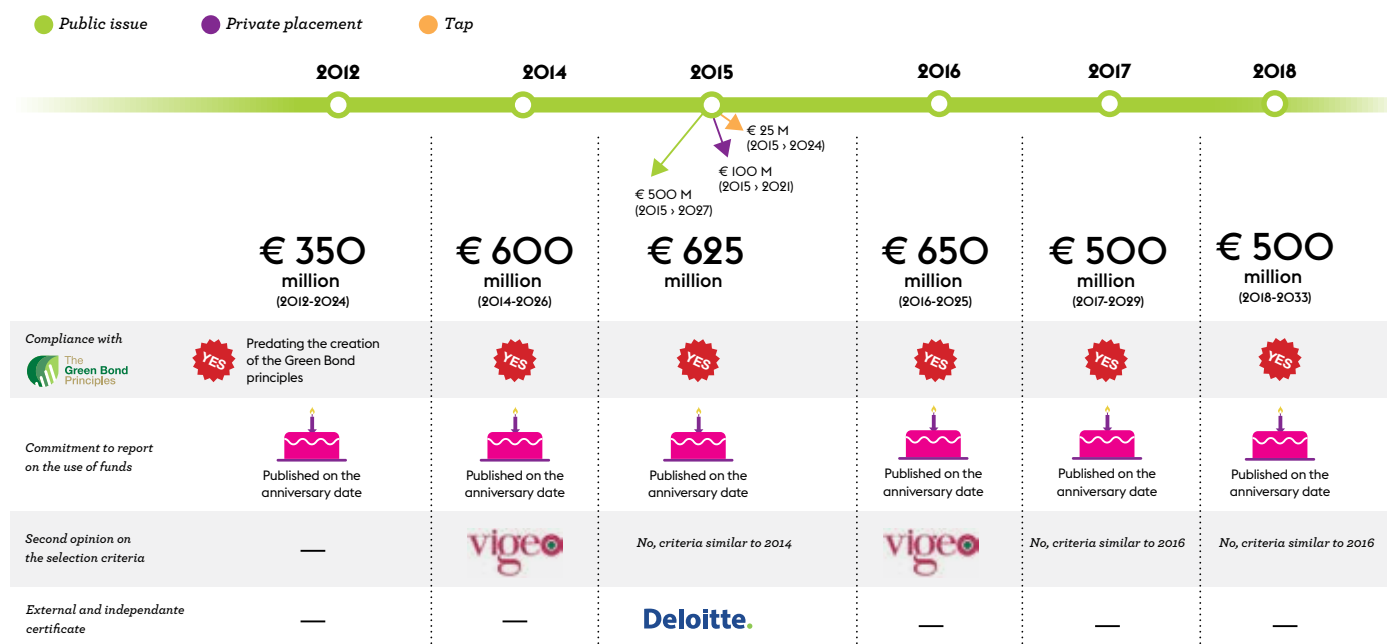 Public issue
Private placement
Tap
2012
2014
2015
2016
2017
2018
€ 25 M
(2015 › 2024)
€ 100 M
(2015 › 2021)
€ 500 M
(2015 › 2027)
€ 350
million
(2012-2024)
€ 600
million
(2014-2026)
€ 625
million
€ 650
million
(2016-2025)
€ 500
million
(2017-2029)
€ 500
million
(2018-2033)
Compliance with
The
Green Bond
Principles
YES
Predating the creation
of the Green Bond
principles
YES
YES
YES
YES
YES
Commitment to report
on the use of funds
Published on the
anniversary date
Published on the
anniversary date
Published on the
anniversary date
Published on the
anniversary date
Published on the
anniversary date
Published on the
anniversary date
Second opinion on
the selection criteria
—
vigeo
No, criteria similar to 2014
vigeo
No, criteria similar to 2016
No, criteria similar to 2016
External and independante
certificate
—
—
Deloitte.
—
—
—